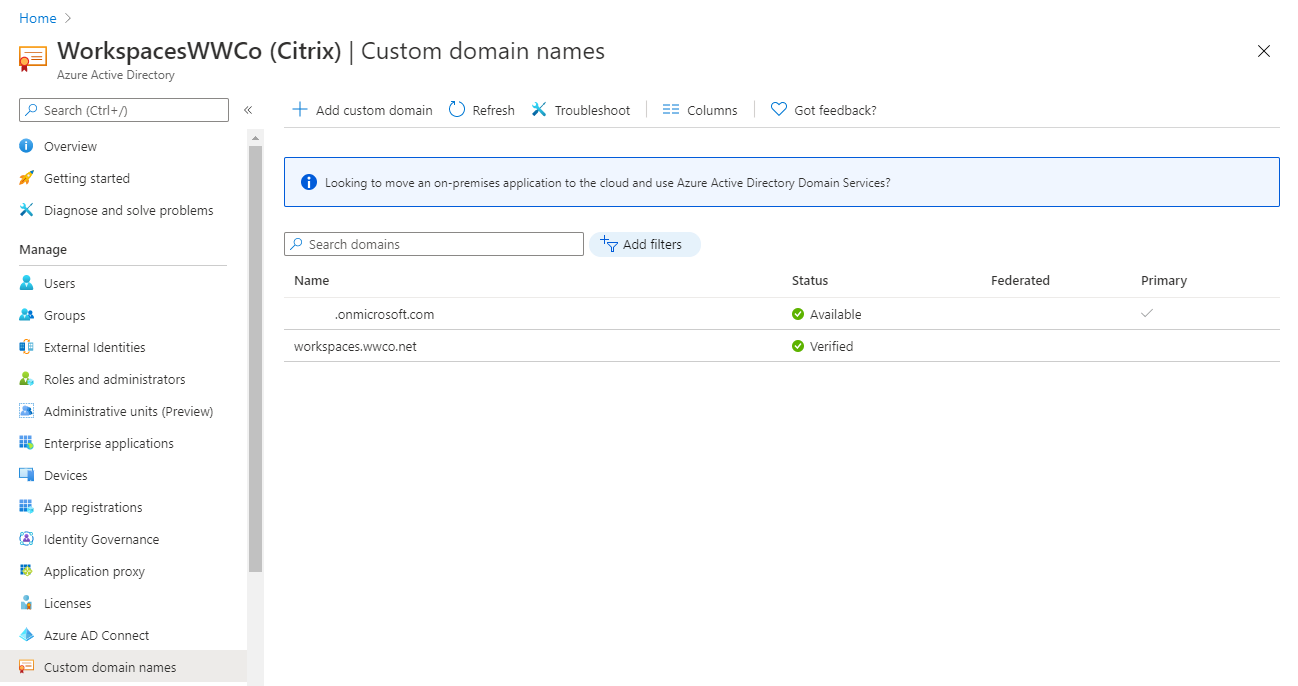 Home
WorkspacesWWCo (Citrix) | Custom domain names
Azure Active Directory
Search (Ctrl+/)
«
Add custom domain
Refresh
Troubleshoot
Columns
Got feedback?
Overview
Getting started
Diagnose and solve problems
Manage
Users
Groups
External Identities
Roles and administrators
Administrative units (Preview)
Enterprise applications
Devices
App registrations
Identity Governance
Application proxy
Licenses
Azure AD Connect
Custom domain names
Looking to move an on-premises application to the cloud and use Azure Active Directory Domain Services?
Search domains
Add filters
Name Status Federated Primary
.onmicrosoft.com Available
workspaces.wwco.net Verified